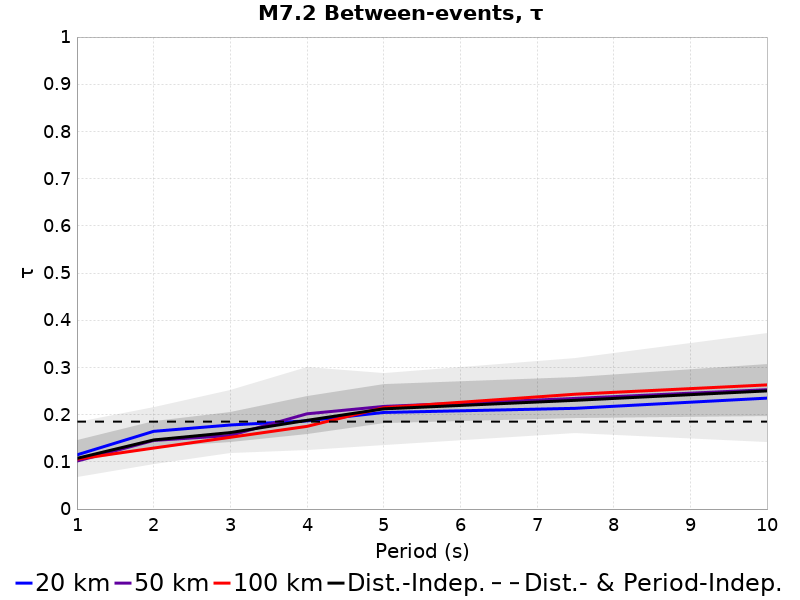 M7.2 Between-events, τ
1
0.9
0.8
0.7
0.6
0.5
0.4
0.3
0.2
0.1
0
τ
1 2 3 4 5 6 7 8 9 10
Period (s)
20 km 50 km 100 km Dist.-Indep. Dist.- & Period-Indep.